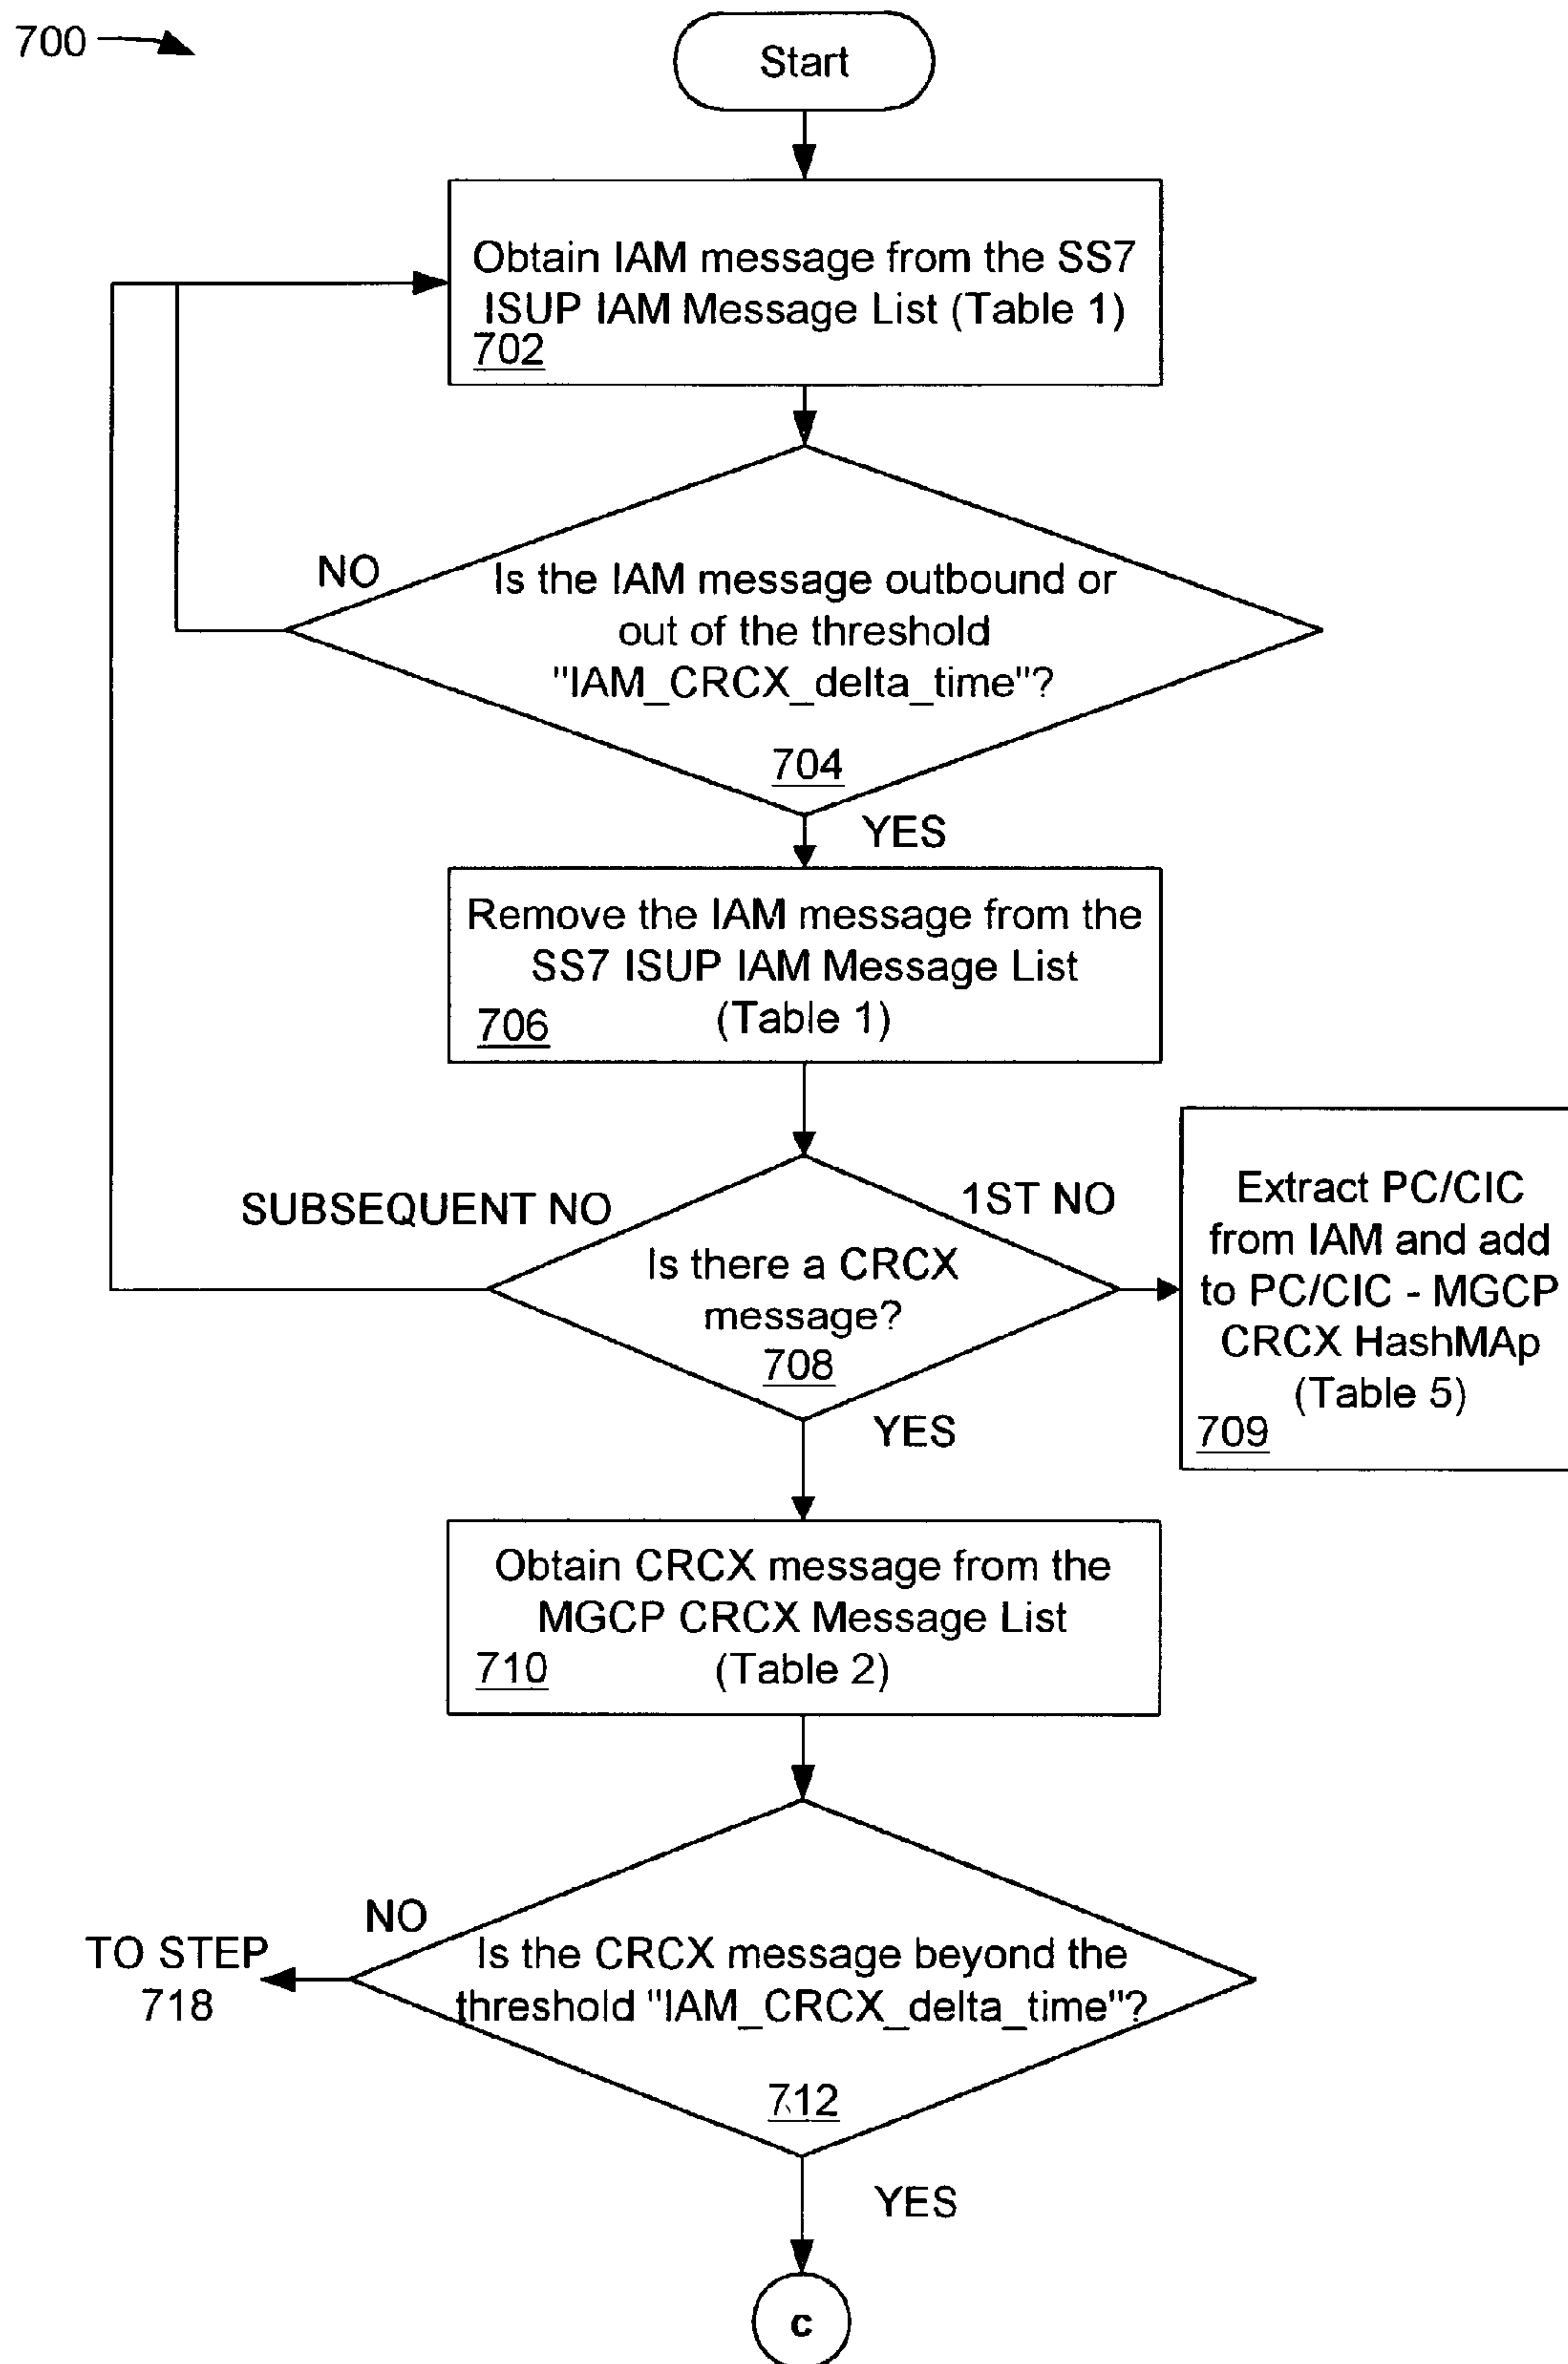 700
Start
Obtain IAM message from the SS7
ISUP IAM Message List (Table 1)
702
NO
Is the IAM message outbound or
out of the threshold
"IAM_CRCX_delta_time"?
704
YES
Remove the IAM message from the
SS7 ISUP IAM Message List
(Table 1)
706
SUBSEQUENT NO
1ST NO
Is there a CRCX
message?
708
Extract PC/CIC
from IAM and add
to PC/CIC - MGCP
CRCX HashMAp
(Table 5)
709
YES
Obtain CRCX message from the
MGCP CRCX Message List
(Table 2)
710
NO
TO STEP
718
Is the CRCX message beyond the
threshold "IAM_CRCX_delta_time"?
712
YES
c